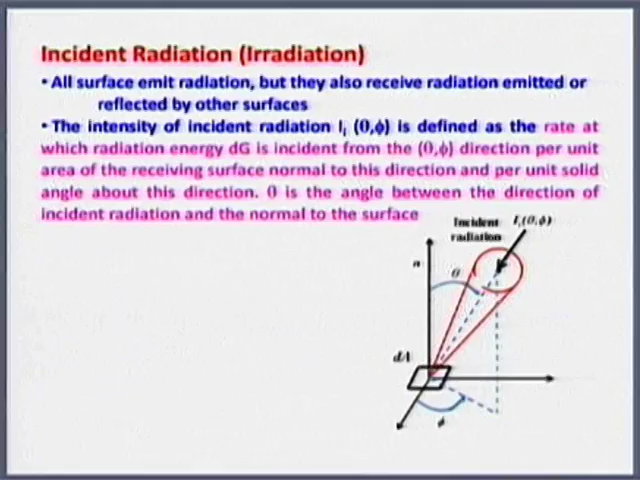 Incident Radiation (Irradiation)
• All surface emit radiation, but they also receive radiation emitted or
reflected by other surfaces
• The intensity of incident radiation Iᵢ (θ,ϕ) is defined as the rate at
which radiation energy dG is incident from the (θ,ϕ) direction per unit
area of the receiving surface normal to this direction and per unit solid
angle about this direction. θ is the angle between the direction of
incident radiation and the normal to the surface
Incident Iᵢ(θ,ϕ)
radiation
n
θ
dA
ϕ